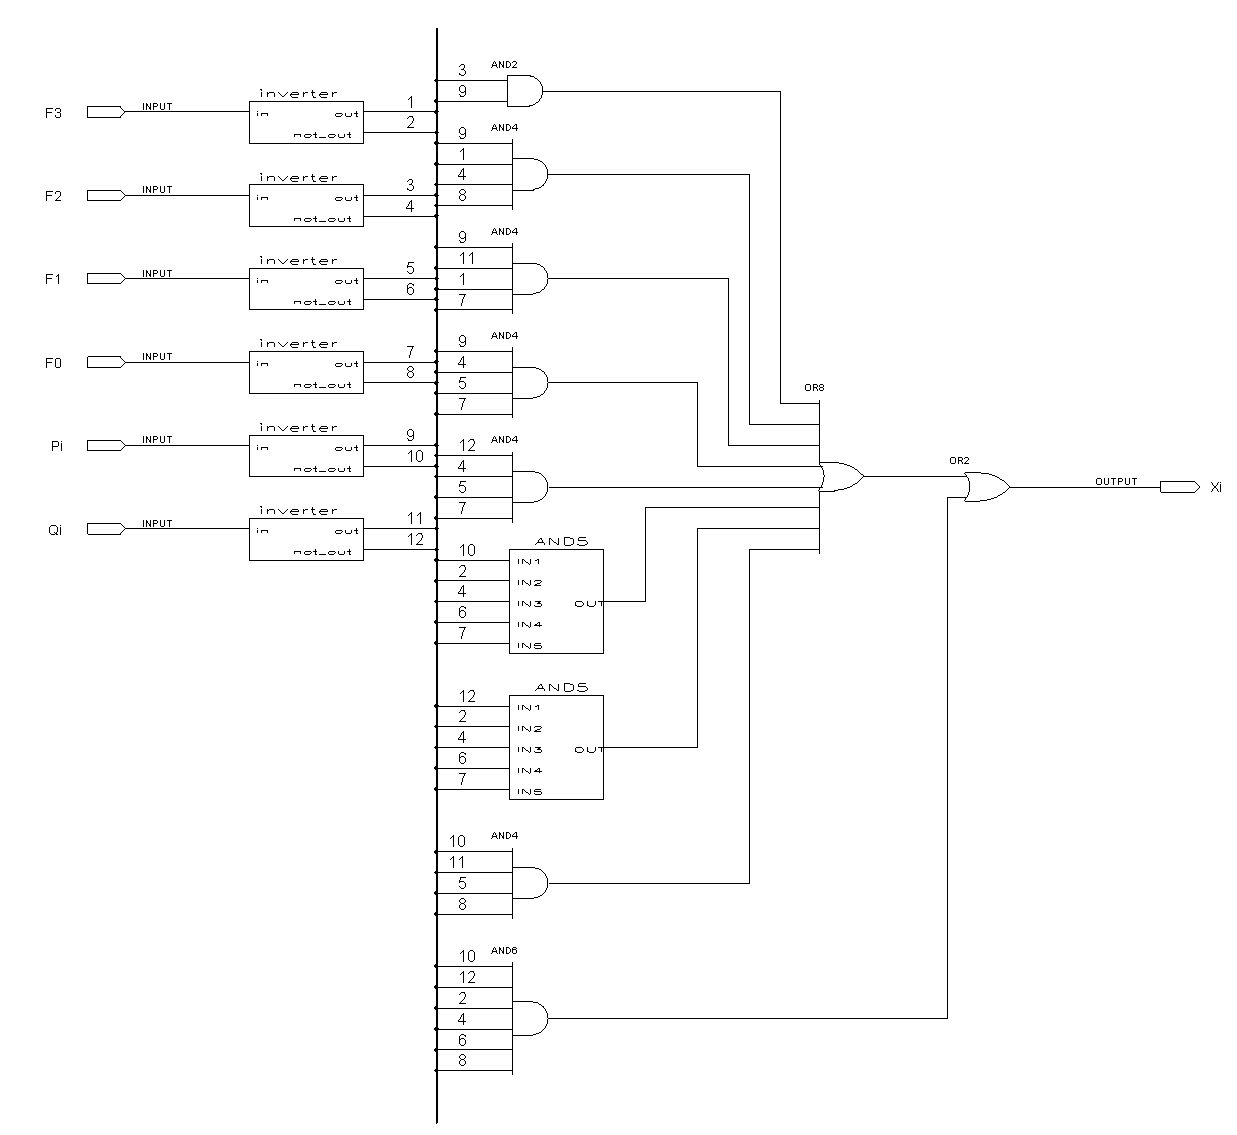 AND2
3
9
inverter
F3 INPUT in out 1
not_out 2
AND4
9
1
4
8
inverter
F2 INPUT in out 3
not_out 4
AND4
9
11
1
7
inverter
F1 INPUT in out 5
not_out 6
AND4
9
4
5
7
inverter
F0 INPUT in out 7
not_out 8
OR8
AND4
12
4
5
7
inverter
Pi INPUT in out 9
not_out 10
OR2
OUTPUT Xi
inverter
Qi INPUT in out 11
not_out 12
AND5
10 IN1
2 IN2
4 IN3 OUT
6 IN4
7 IN5
AND5
12 IN1
2 IN2
4 IN3 OUT
6 IN4
7 IN5
AND4
10
11
5
8
AND6
10
12
2
4
6
8